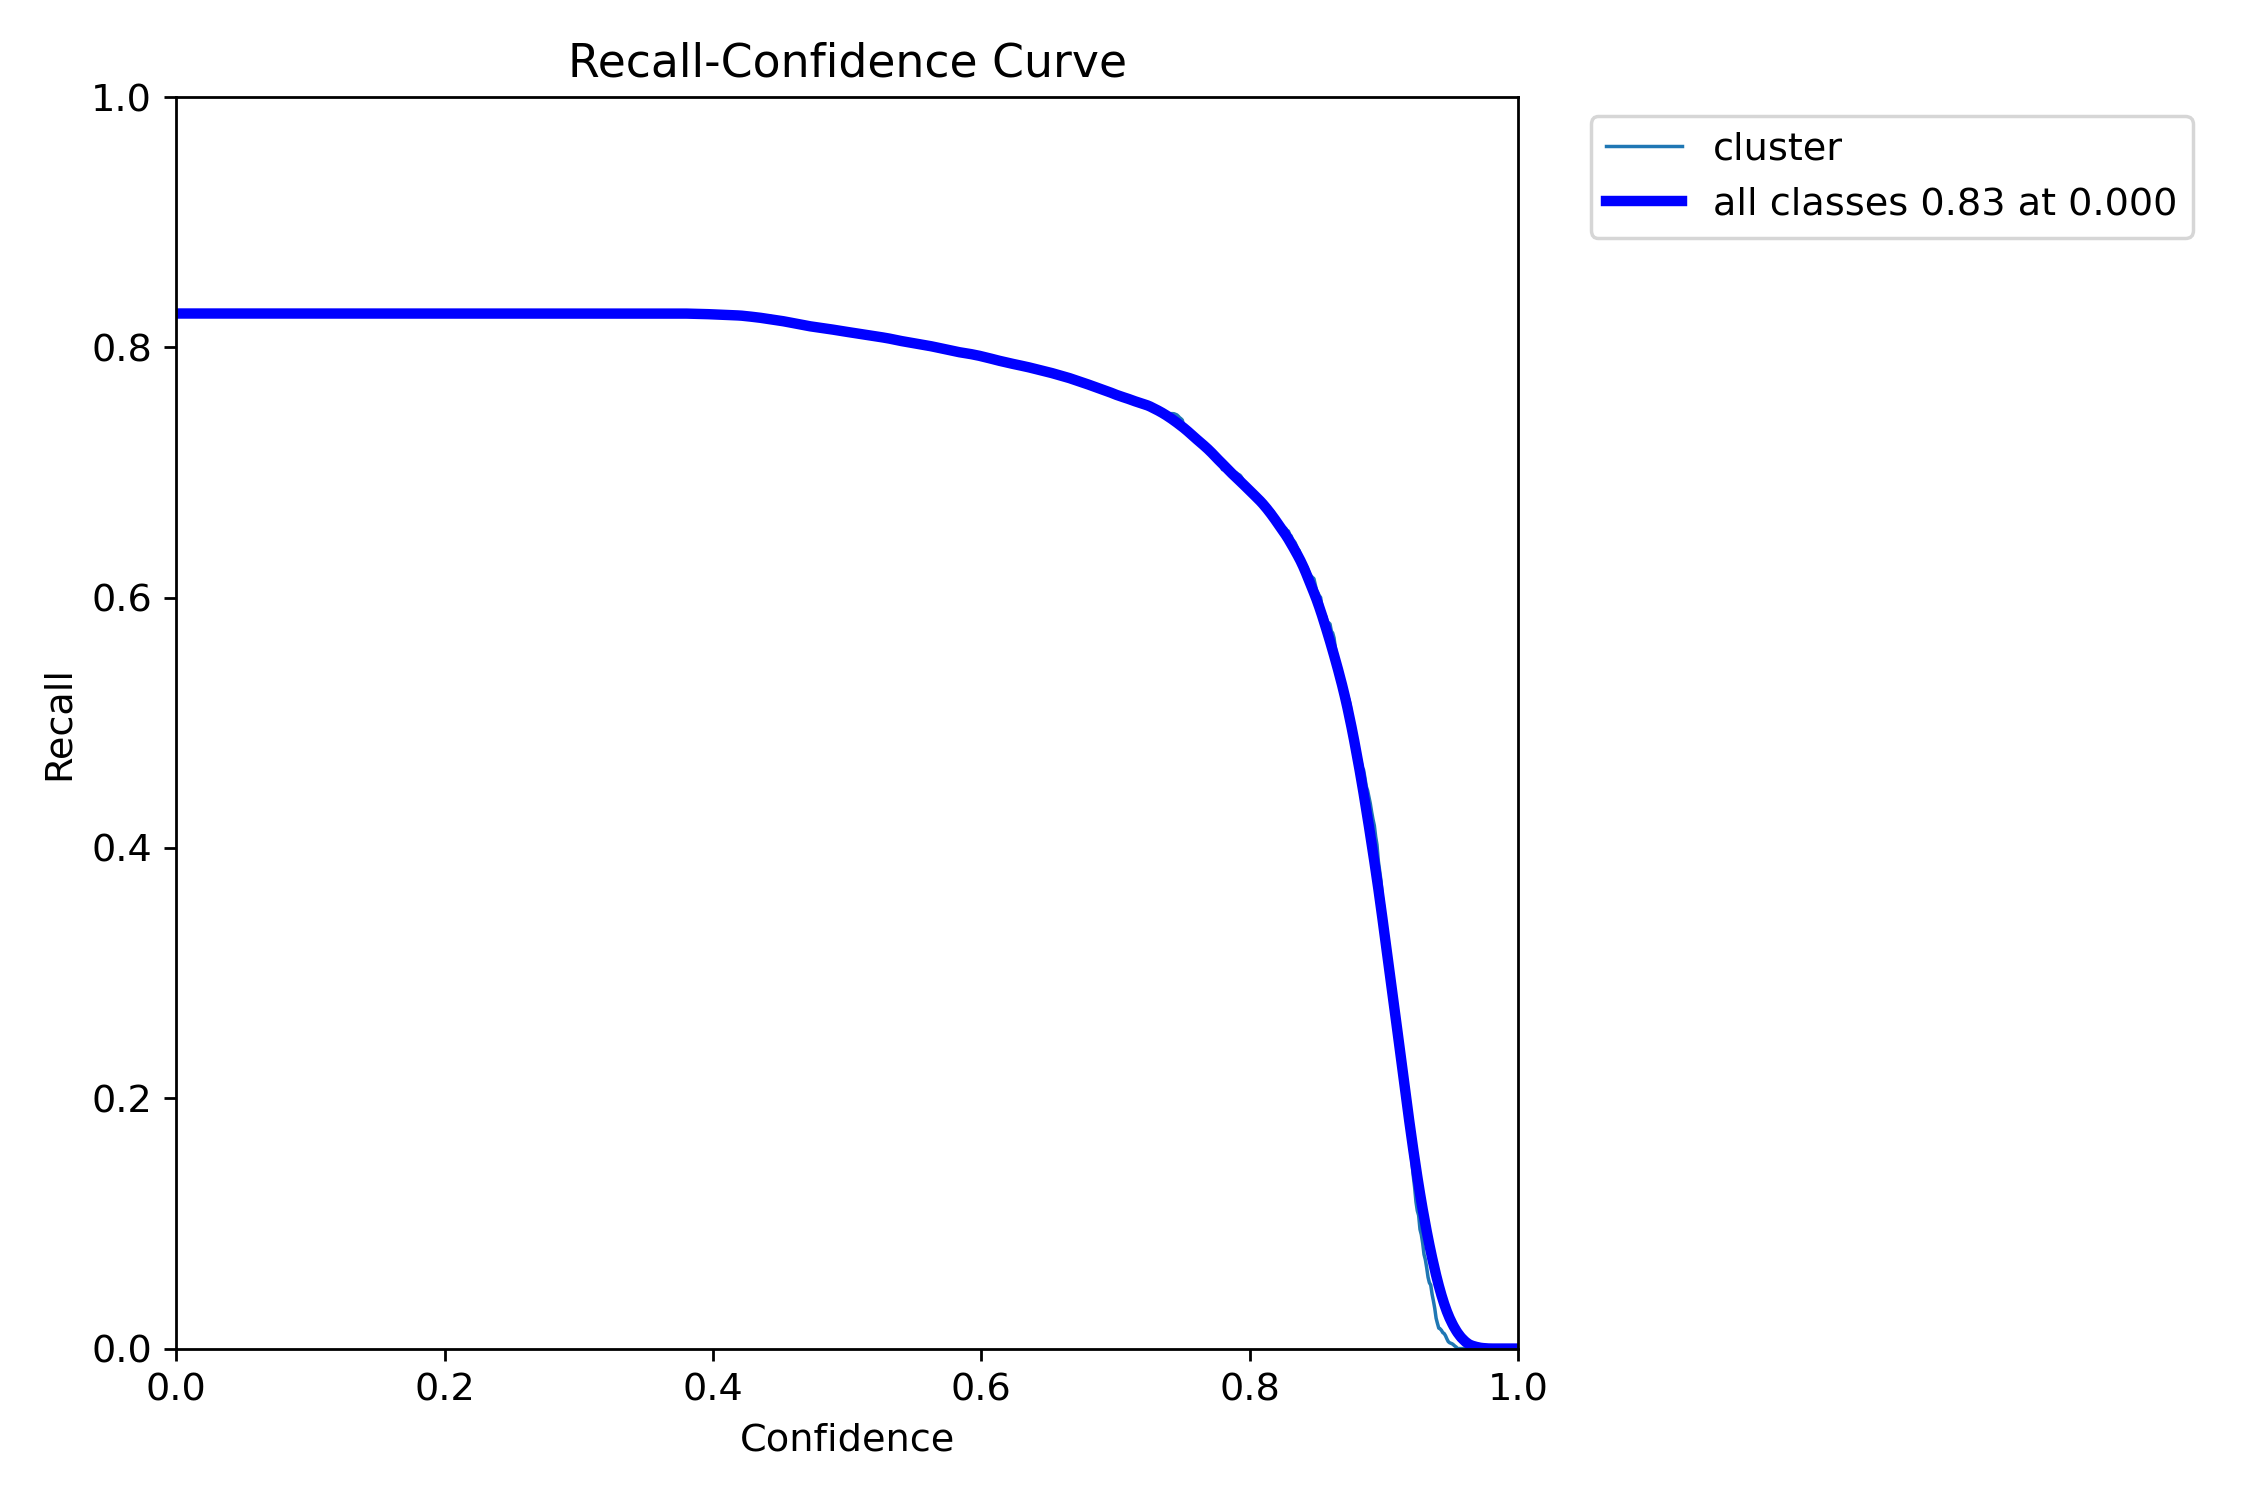 Recall-Confidence Curve
1.0
0.8
0.6
0.4
0.2
0.0
Recall
0.0 0.2 0.4 0.6 0.8 1.0
Confidence
cluster
all classes 0.83 at 0.000